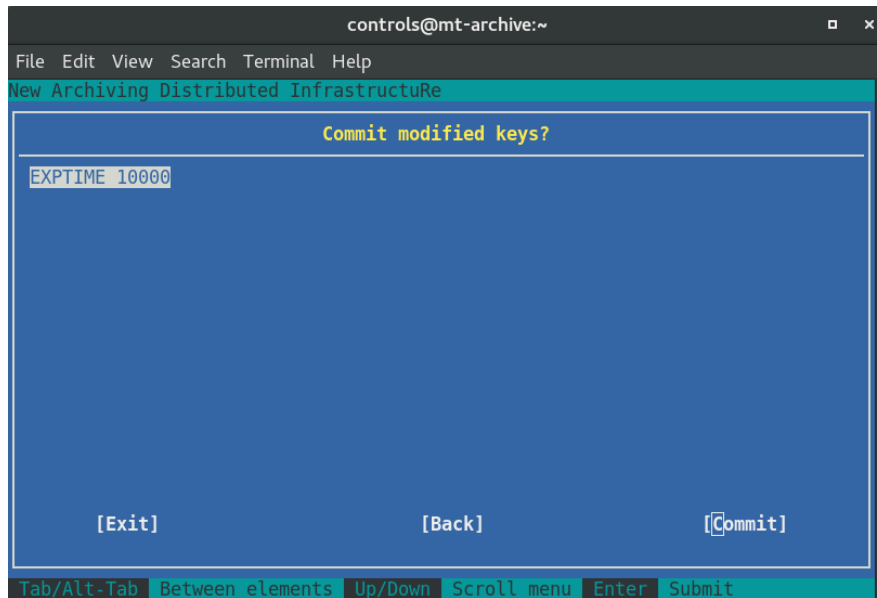 controls@mt-archive:~
File Edit View Search Terminal Help
New Archiving Distributed InfrastructuRe
Commit modified keys?
EXPTIME 10000
[Exit] [Back] [Commit]
Tab/Alt-Tab Between elements Up/Down Scroll menu Enter Submit